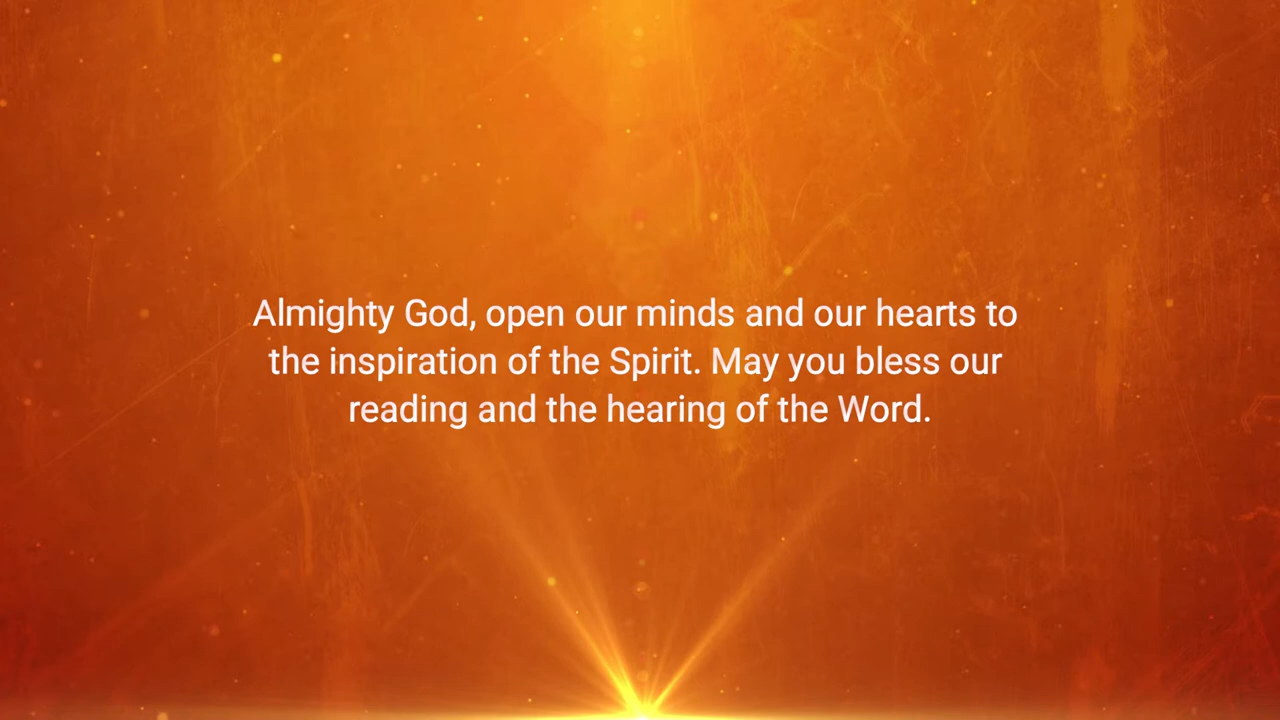 Almighty God, open our minds and our hearts to
the inspiration of the Spirit. May you bless our
reading and the hearing of the Word.